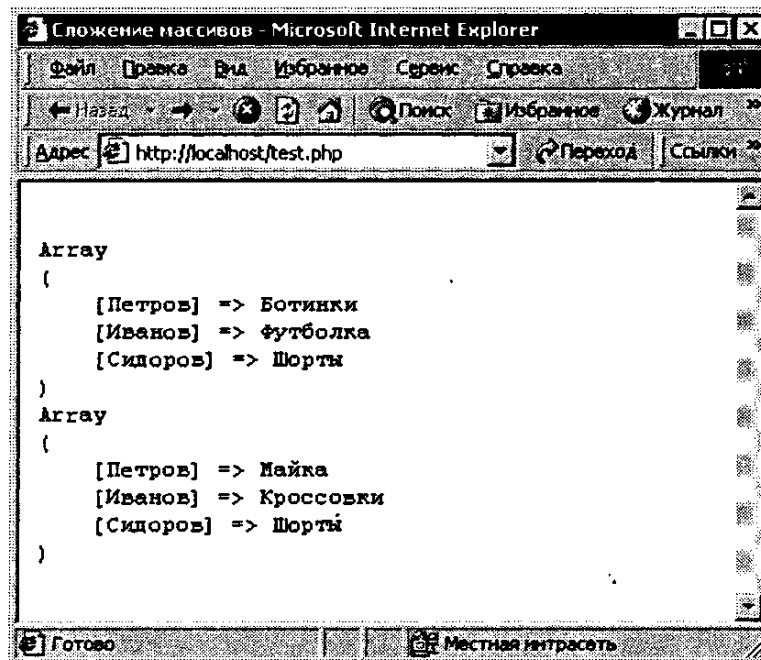 Сложение массивов - Microsoft Internet Explorer
Файл Правка Вид Избранное Сервис Справка
Назад Поиск Избранное Журнал »
Адрес http://localhost/test.php Переход Ссылки »
Array
(
[Петров] => Ботинки
[Иванов] => Футболка
[Сидоров] => Шорты
)
Array
(
[Петров] => Майка
[Иванов] => Кроссовки
[Сидоров] => Шорты
)
Готово Местная интрасеть